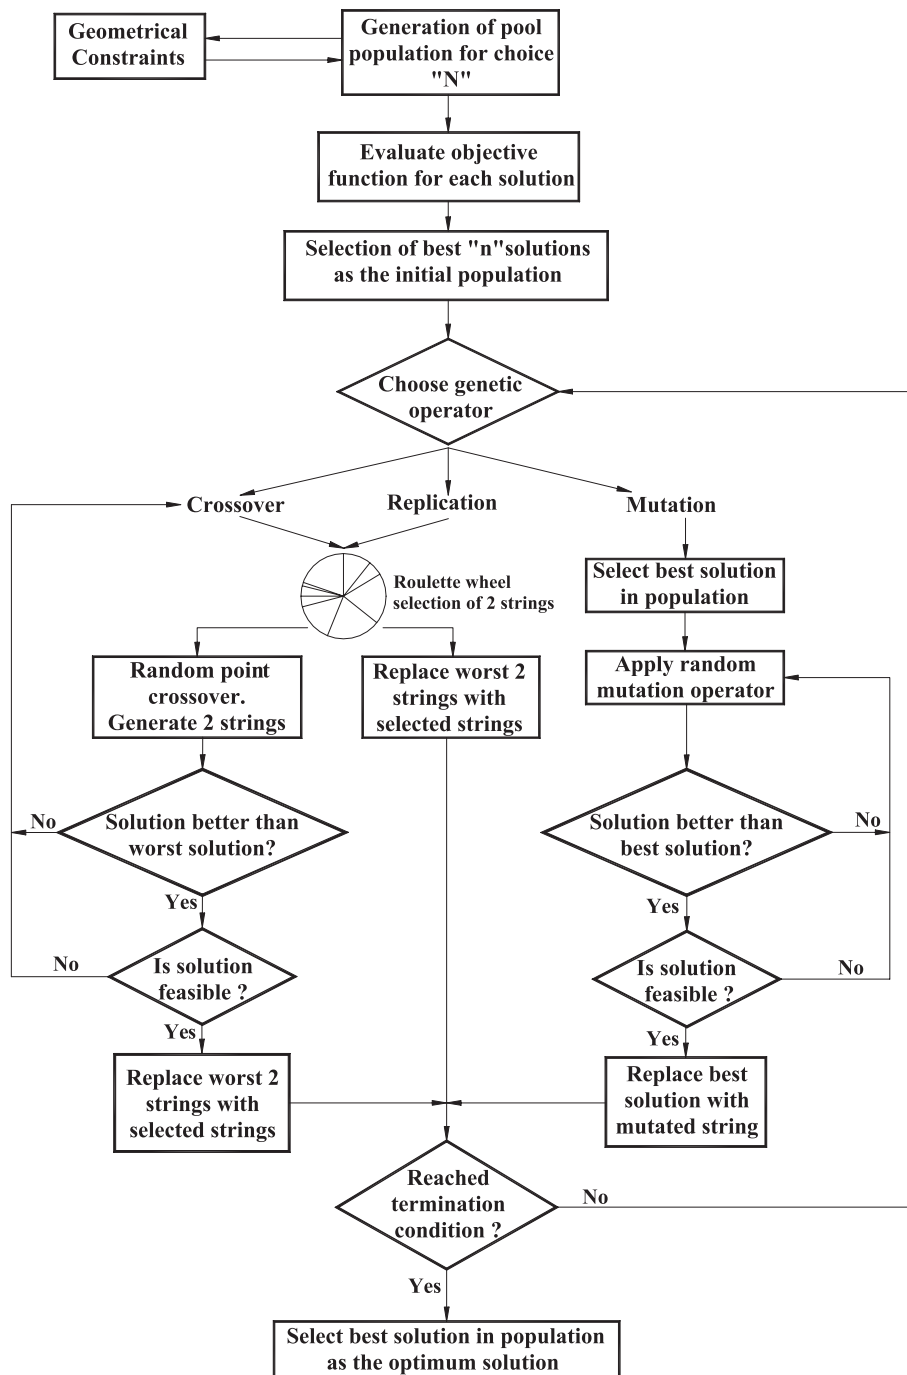 Geometrical
Constraints
Generation of pool
population for choice
"N"
Evaluate objective
function for each solution
Selection of best "n"solutions
as the initial population
Choose genetic
operator
Crossover
Replication
Mutation
Roulette wheel
selection of 2 strings
Select best solution
in population
Random point
crossover.
Generate 2 strings
Replace worst 2
strings with
selected strings
Apply random
mutation operator
No
Solution better than
worst solution?
Solution better than
best solution?
No
Yes
Yes
No
Is solution
feasible ?
Is solution
feasible ?
No
Yes
Yes
Replace worst 2
strings with
selected strings
Replace best
solution with
mutated string
Reached
termination
condition ?
No
Yes
Select best solution in population
as the optimum solution